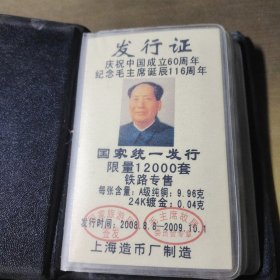 发行证
庆祝中国成立60周年
纪念毛主席诞辰116周年
国家统一发行
限量12000套
铁路专售
每张含量：A级纯铜：9.96克
24K镀金：0.04克
发行时间：2008.8.8—2009.10.1
上海造币厂制造